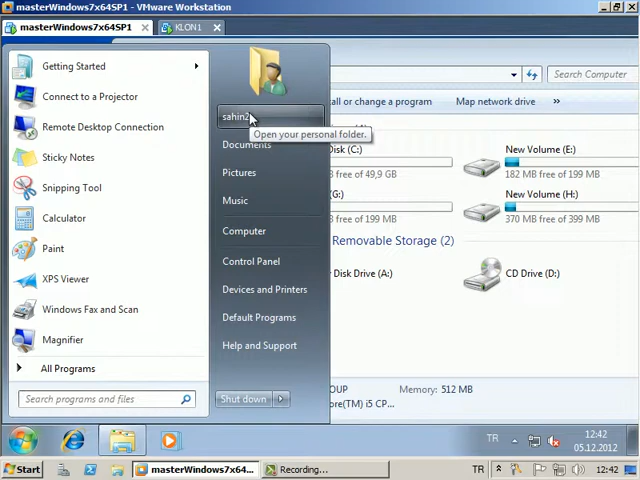 masterWindows7x64SP1 - VMware Workstation
masterWindows7x64SP1
KLON1
Getting Started
Connect to a Projector
Remote Desktop Connection
Sticky Notes
Snipping Tool
Calculator
Paint
XPS Viewer
Windows Fax and Scan
Magnifier
All Programs
Search programs and files
sahin2
Open your personal folder.
Documents
Pictures
Music
Computer
Control Panel
Devices and Printers
Default Programs
Help and Support
Shut down
Search Computer
all or change a program
Map network drive
»
Disk (C:)
B free of 49,9 GB
New Volume (E:)
182 MB free of 199 MB
(G:)
B free of 199 MB
New Volume (H:)
370 MB free of 399 MB
Removable Storage (2)
Disk Drive (A:)
CD Drive (D:)
OUP
Memory: 512 MB
ore(TM) i5 CP...
TR
12:42
05.12.2012
Start
masterWindows7x64...
Recording...
TR
12:42